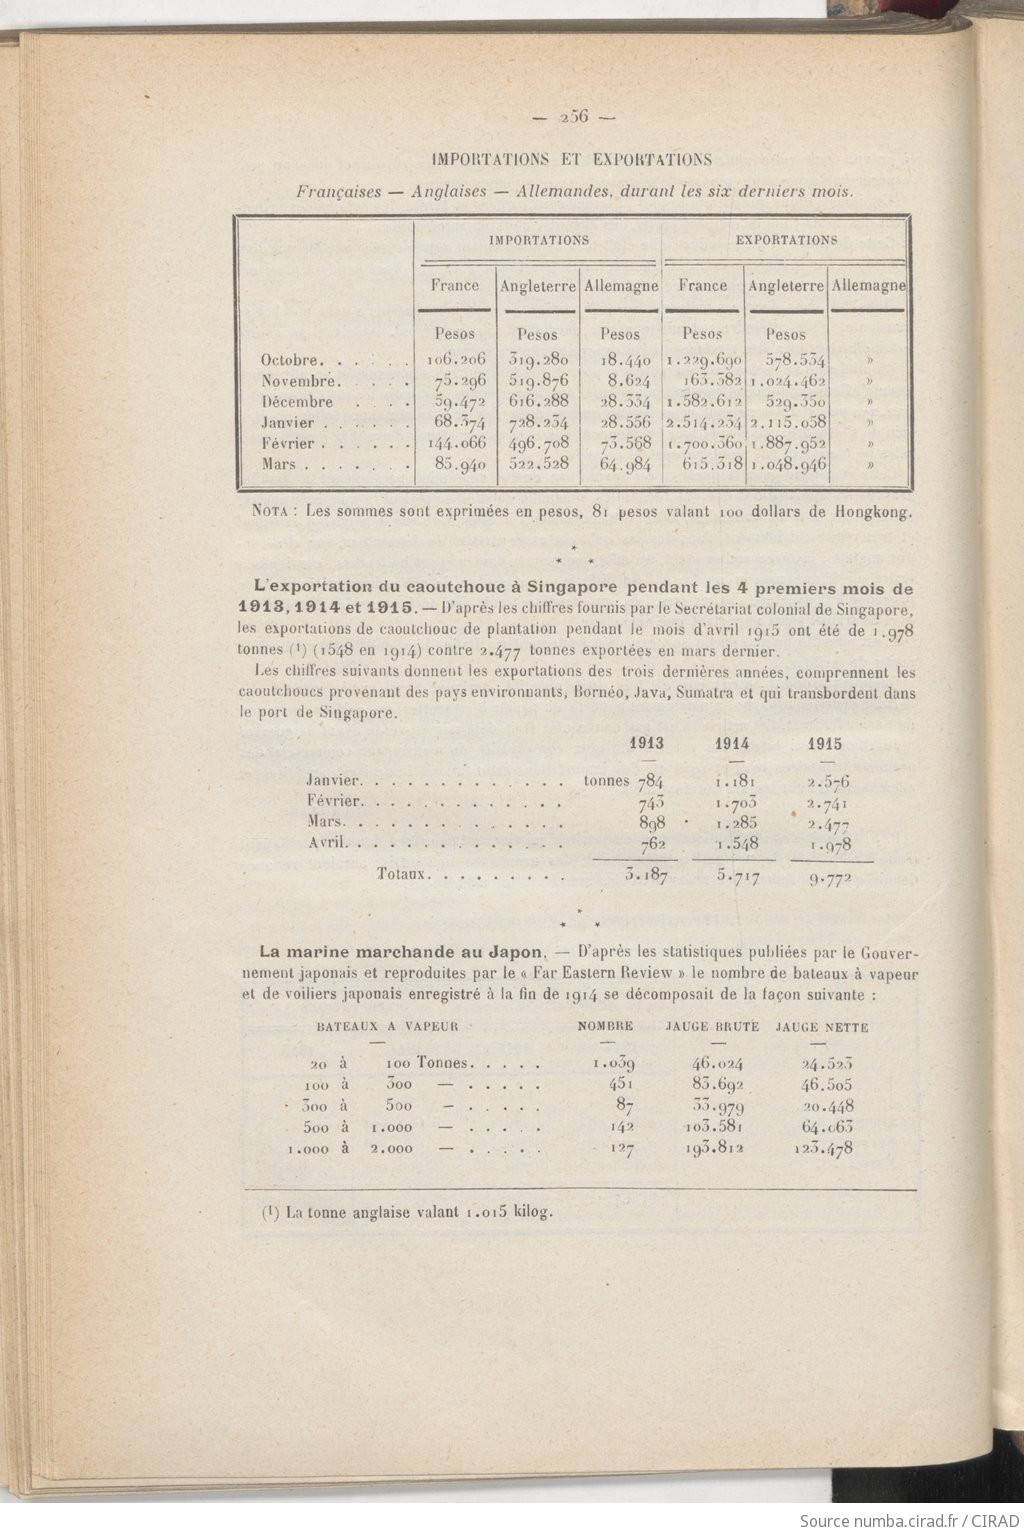 — 256 —
IMPORTATIONS ET EXPORTATIONS
Françaises — Anglaises — Allemandes, durant les six derniers mois.
IMPORTATIONS EXPORTATIONS
France Angleterre Allemagne France Angleterre Allemagne
Pesos Pesos Pesos Pesos Pesos
Octobre. . . . . . 106.206 319.280 18.440 1.229.690 578.534 »
Novembre. . . . . 75.296 519.876 8.624 163.382 1.024.462 »
Décembre . . . 59.472 616.288 28.334 1.582.612 529.350 »
Janvier . . . . . . 68.374 728.234 28.556 2.514.234 2.115.058 »
Février . . . . . . 144.066 496.708 73.568 1.700.360 1.887.952 »
Mars . . . . . . . 85.940 522.528 64.984 615.318 1.048.946 »
NOTA : Les sommes sont exprimées en pesos, 81 pesos valant 100 dollars de Hongkong.
*
* *
L'exportation du caoutchouc à Singapore pendant les 4 premiers mois de
1913, 1914 et 1915. — D'après les chiffres fournis par le Secrétariat colonial de Singapore,
les exportations de caoutchouc de plantation pendant le mois d'avril 1915 ont été de 1.978
tonnes (1) (1548 en 1914) contre 2.477 tonnes exportées en mars dernier.
Les chiffres suivants donnent les exportations des trois dernières années, comprennent les
caoutchoucs provenant des pays environnants, Bornéo, Java, Sumatra et qui transbordent dans
le port de Singapore.
1913 1914 1915
Janvier. . . . . . . . . . . . . tonnes 784 1.181 2.576
Février. . . . . . . . . . . . . 743 1.703 2.741
Mars. . . . . . . . . . . . . . 898 1.285 2.477
Avril. . . . . . . . . . . . . . 762 1.548 1.978
Totaux. . . . . . . . . 3.187 5.717 9.772
*
* *
La marine marchande au Japon. — D'après les statistiques publiées par le Gouver-
nement japonais et reproduites par le « Far Eastern Review » le nombre de bateaux à vapeur
et de voiliers japonais enregistré à la fin de 1914 se décomposait de la façon suivante :
BATEAUX A VAPEUR NOMBRE JAUGE BRUTE JAUGE NETTE
20 à 100 Tonnes. . . . . 1.039 46.024 24.523
100 à 300 — . . . . . 451 83.692 46.505
300 à 500 — . . . . . 87 33.979 20.448
500 à 1.000 — . . . . . 142 103.581 64.063
1.000 à 2.000 — . . . . . 127 193.812 123.478
(1) La tonne anglaise valant 1.015 kilog.
Source numba.cirad.fr / CIRAD